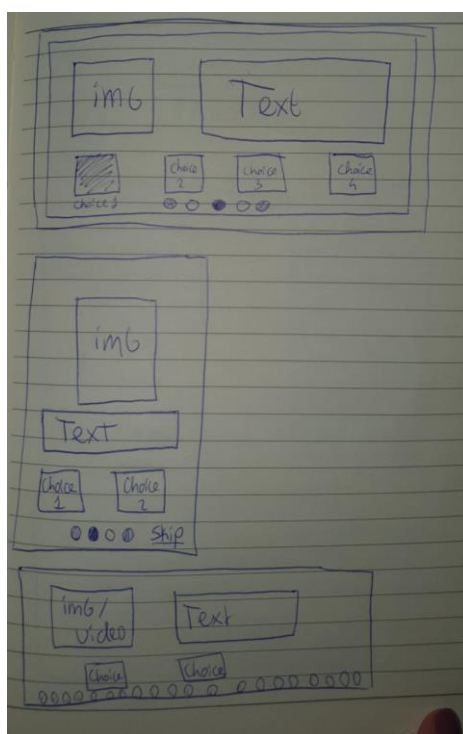 img Text
Choice 2 Choice 3 Choice 4
choice 1
img
Text
Choice 1 Choice 2
Skip
img/ Text
video
Choice Choice